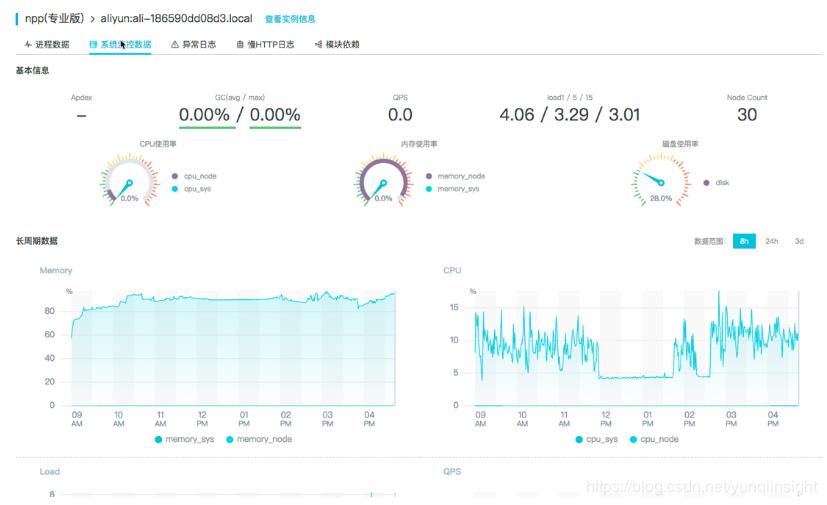 npp(专业版) > aliyun:ali-186590dd08d3.local 查看实例信息
进程数据 系统监控数据 异常日志 慢HTTP日志 模块依赖
基本信息
Apdex GC(avg / max) QPS load1 / 5 / 15 Node Count
– 0.00% / 0.00% 0.0 4.06 / 3.29 / 3.01 30
CPU使用率 内存使用率 磁盘使用率
cpu_node memory_node disk
cpu_sys memory_sys
0.0% 0.0% 28.0%
长周期数据 数据范围: 8h 24h 3d
Memory CPU
% %
80 15
60 10
40 5
20
0 0
09 10 11 12 01 02 03 04 09 10 11 12 01 02 03 04
AM AM AM PM PM PM PM PM AM AM AM PM PM PM PM PM
memory_sys memory_node cpu_sys cpu_node
Load QPS
6
https://blog.csdn.net/yunqiinsight